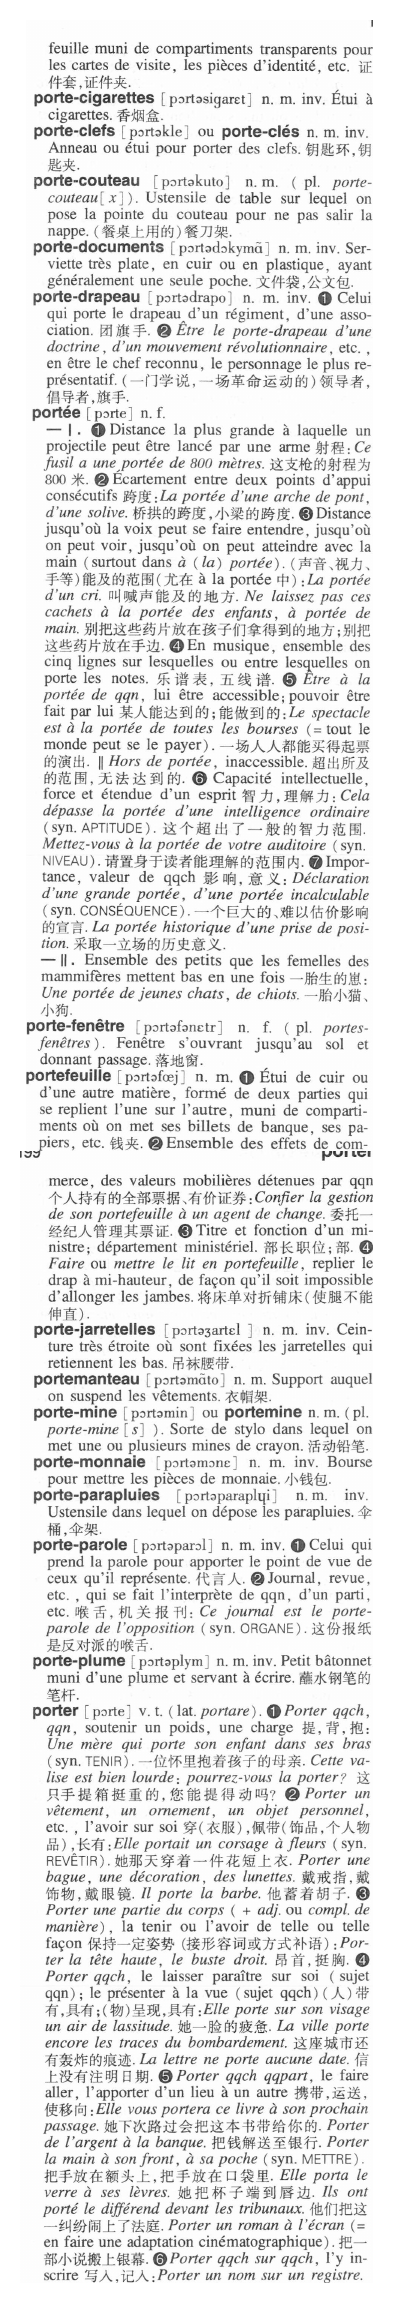 feuille muni de compartiments transparents pour
les cartes de visite, les pièces d'identité, etc. 证
件套,证件夹.
porte-cigarettes [pɔrtəsigarɛt] n. m. inv. Étui à
cigarettes. 香烟盒.
porte-clefs [pɔrtəkle] ou porte-clés n. m. inv.
Anneau ou étui pour porter des clefs. 钥匙环,钥
匙夹.
porte-couteau [pɔrtəkuto] n. m. ( pl. porte-
couteau[x]). Ustensile de table sur lequel on
pose la pointe du couteau pour ne pas salir la
nappe. (餐桌上用的)餐刀架.
porte-documents [pɔrtədɔkymɑ̃] n. m. inv. Ser-
viette très plate, en cuir ou en plastique, ayant
généralement une seule poche. 文件袋,公文包.
porte-drapeau [pɔrtədrapo] n. m. inv. ❶ Celui
qui porte le drapeau d'un régiment, d'une asso-
ciation. 团旗手. ❷ Être le porte-drapeau d'une
doctrine, d'un mouvement révolutionnaire, etc. ,
en être le chef reconnu, le personnage le plus re-
présentatif. (一门学说,一场革命运动的)领导者,
倡导者,旗手.
portée [pɔrte] n. f.
— I. ❶ Distance la plus grande à laquelle un
projectile peut être lancé par une arme 射程: Ce
fusil a une portée de 800 mètres. 这支枪的射程为
800 米. ❷ Écartement entre deux points d'appui
consécutifs 跨度: La portée d'une arche de pont,
d'une solive. 桥拱的跨度,小梁的跨度. ❸ Distance
jusqu'où la voix peut se faire entendre, jusqu'où
on peut voir, jusqu'où on peut atteindre avec la
main (surtout dans à (la) portée). (声音、视力、
手等)能及的范围(尤在 à la portée 中): La portée
d'un cri. 叫喊声能及的地方. Ne laissez pas ces
cachets à la portée des enfants, à portée de
main. 别把这些药片放在孩子们拿得到的地方;别把
这些药片放在手边. ❹ En musique, ensemble des
cinq lignes sur lesquelles ou entre lesquelles on
porte les notes. 乐谱表,五线谱. ❺ Être à la
portée de qqn, lui être accessible; pouvoir être
fait par lui 某人能达到的;能做到的: Le spectacle
est à la portée de toutes les bourses (= tout le
monde peut se le payer). 一场人人都能买得起票
的演出. ‖ Hors de portée, inaccessible. 超出所及
的范围,无法达到的. ❻ Capacité intellectuelle,
force et étendue d'un esprit 智力,理解力: Cela
dépasse la portée d'une intelligence ordinaire
(syn. APTITUDE). 这个超出了一般的智力范围.
Mettez-vous à la portée de votre auditoire (syn.
NIVEAU). 请置身于读者能理解的范围内. ❼ Impor-
tance, valeur de qqch 影响,意义: Déclaration
d'une grande portée, d'une portée incalculable
(syn. CONSÉQUENCE). 一个巨大的、难以估价影响
的宣言. La portée historique d'une prise de posi-
tion. 采取一立场的历史意义.
— II. Ensemble des petits que les femelles des
mammifères mettent bas en une fois 一胎生的崽:
Une portée de jeunes chats, de chiots. 一胎小猫、
小狗.
porte-fenêtre [pɔrtəfənɛtr] n. f. ( pl. portes-
fenêtres). Fenêtre s'ouvrant jusqu'au sol et
donnant passage. 落地窗.
portefeuille [pɔrtəfœj] n. m. ❶ Étui de cuir ou
d'une autre matière, formé de deux parties qui
se replient l'une sur l'autre, muni de comparti-
ments où on met ses billets de banque, ses pa-
piers, etc. 钱夹. ❷ Ensemble des effets de com-
merce, des valeurs mobilières détenues par qqn
个人持有的全部票据、有价证券: Confier la gestion
de son portefeuille à un agent de change. 委托一
经纪人管理其票证. ❸ Titre et fonction d'un mi-
nistre; département ministériel. 部长职位;部. ❹
Faire ou mettre le lit en portefeuille, replier le
drap à mi-hauteur, de façon qu'il soit impossible
d'allonger les jambes. 将床单对折铺床(使腿不能
伸直).
porte-jarretelles [pɔrtəʒartɛl ] n. m. inv. Cein-
ture très étroite où sont fixées les jarretelles qui
retiennent les bas. 吊袜腰带.
portemanteau [pɔrtəmɑ̃to] n. m. Support auquel
on suspend les vêtements. 衣帽架.
porte-mine [pɔrtəmin] ou portemine n. m. (pl.
porte-mine[s] ). Sorte de stylo dans lequel on
met une ou plusieurs mines de crayon. 活动铅笔.
porte-monnaie [pɔrtəmɔnɛ] n. m. inv. Bourse
pour mettre les pièces de monnaie. 小钱包.
porte-parapluies [pɔrtəparaplɥi] n. m. inv.
Ustensile dans lequel on dépose les parapluies. 伞
桶,伞架.
porte-parole [pɔrtəparɔl] n. m. inv. ❶ Celui qui
prend la parole pour apporter le point de vue de
ceux qu'il représente. 代言人. ❷ Journal, revue,
etc. , qui se fait l'interprète de qqn, d'un parti,
etc. 喉舌,机关报刊: Ce journal est le porte-
parole de l'opposition (syn. ORGANE). 这份报纸
是反对派的喉舌.
porte-plume [pɔrtəplym] n. m. inv. Petit bâtonnet
muni d'une plume et servant à écrire. 蘸水钢笔的
笔杆.
porter [pɔrte] v. t. (lat. portare). ❶ Porter qqch,
qqn, soutenir un poids, une charge 提,背,抱:
Une mère qui porte son enfant dans ses bras
(syn. TENIR). 一位怀里抱着孩子的母亲. Cette va-
lise est bien lourde: pourrez-vous la porter? 这
只手提箱挺重的,您能提得动吗? ❷ Porter un
vêtement, un ornement, un objet personnel,
etc. , l'avoir sur soi 穿(衣服),佩带(饰品,个人物
品),长有: Elle portait un corsage à fleurs (syn.
REVÊTIR). 她那天穿着一件花短上衣. Porter une
bague, une décoration, des lunettes. 戴戒指,戴
饰物,戴眼镜. Il porte la barbe. 他蓄着胡子. ❸
Porter une partie du corps ( + adj. ou compl. de
manière), la tenir ou l'avoir de telle ou telle
façon 保持一定姿势 (接形容词或方式补语): Por-
ter la tête haute, le buste droit. 昂首,挺胸. ❹
Porter qqch, le laisser paraître sur soi ( sujet
qqn); le présenter à la vue (sujet qqch) (人)带
有,具有;(物)呈现,具有: Elle porte sur son visage
un air de lassitude. 她一脸的疲惫. La ville porte
encore les traces du bombardement. 这座城市还
有轰炸的痕迹. La lettre ne porte aucune date. 信
上没有注明日期. ❺ Porter qqch qqpart, le faire
aller, l'apporter d'un lieu à un autre 携带,运送,
使移向: Elle vous portera ce livre à son prochain
passage. 她下次路过会把这本书带给你的. Porter
de l'argent à la banque. 把钱解送至银行. Porter
la main à son front, à sa poche (syn. METTRE).
把手放在额头上,把手放在口袋里. Elle porta le
verre à ses lèvres. 她把杯子端到唇边. Ils ont
porté le différend devant les tribunaux. 他们把这
一纠纷闹上了法庭. Porter un roman à l'écran (=
en faire une adaptation cinématographique). 把一
部小说搬上银幕. ❻ Porter qqch sur qqch, l'y in-
scrire 写入,记入: Porter un nom sur un registre.